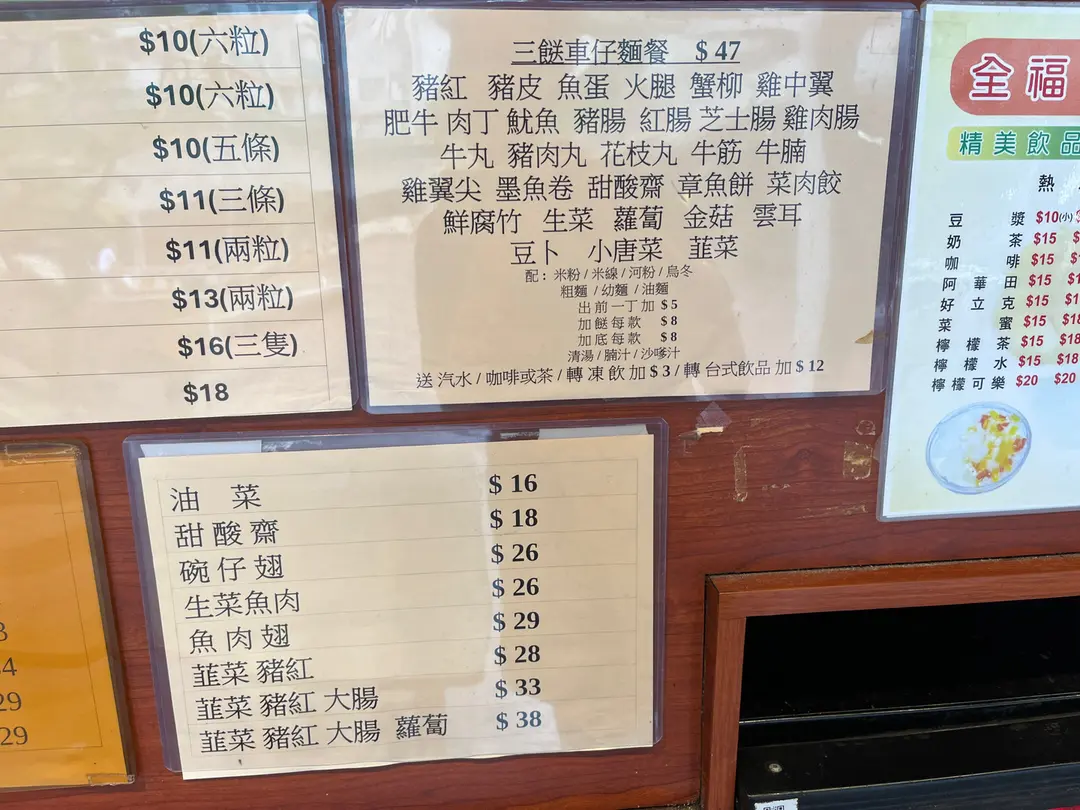 $10(六粒)
$10(六粒)
$10(五條)
$11(三條)
$11(兩粒)
$13(兩粒)
$16(三隻)
$18
三餸車仔麵餐 $ 47
豬紅 豬皮 魚蛋 火腿 蟹柳 雞中翼
肥牛 肉丁 魷魚 豬腸 紅腸 芝士腸 雞肉腸
牛丸 豬肉丸 花枝丸 牛筋 牛腩
雞翼尖 墨魚卷 甜酸齋 章魚餅 菜肉餃
鮮腐竹 生菜 蘿蔔 金菇 雲耳
豆卜 小唐菜 韮菜
配: 米粉 / 米線 / 河粉 / 烏冬
粗麵 / 幼麵 / 油麵
出前一丁加 $ 5
加餸每款 $ 8
加底每款 $ 8
清湯 / 腩汁 / 沙嗲汁
送 汽水 / 咖啡或茶 / 轉 凍飲 加 $ 3 / 轉 台式飲品 加 $ 12
全福
精美飲品
熱
豆漿 $10(小)
奶茶 $15
咖啡 $15
阿華田 $15
好立克 $15
菜蜜 $15 $18
檸檬茶 $15 $18
檸檬水 $15 $18
檸檬可樂 $20 $20
油菜 $ 16
甜酸齋 $ 18
碗仔翅 $ 26
生菜魚肉 $ 26
魚肉翅 $ 29
韮菜 豬紅 $ 28
韮菜 豬紅 大腸 $ 33
韮菜 豬紅 大腸 蘿蔔 $ 38
3
4
29
29